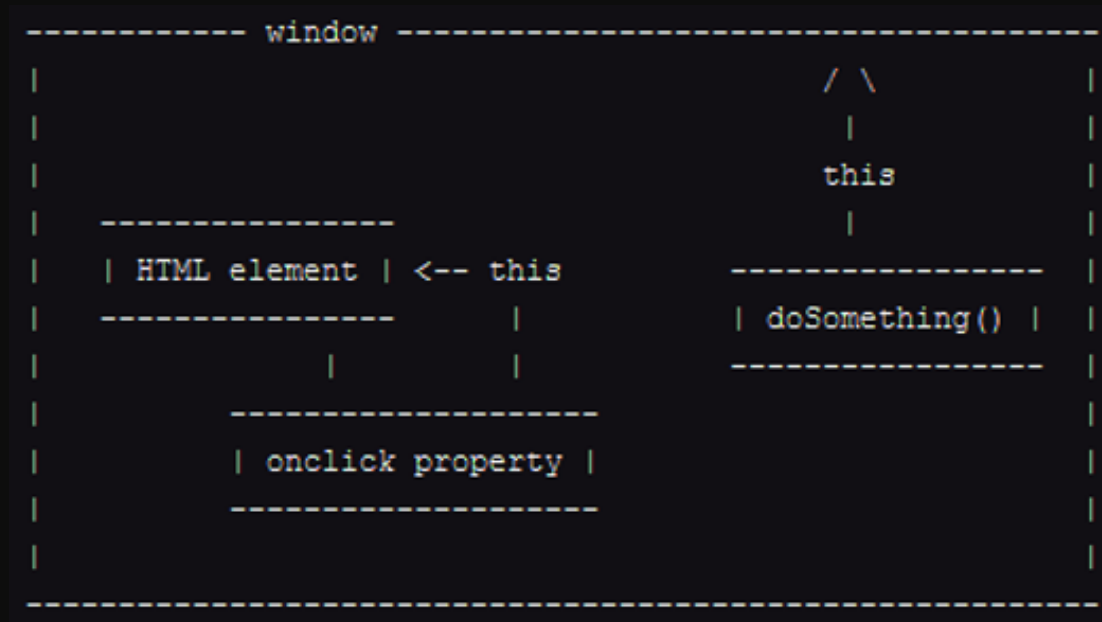 ------------ window --------------------------------------
|                                          / \           |
|                                           |            |
|                                          this          |
|   ----------------                        |            |
|   | HTML element | <-- this         -----------------  |
|   ----------------      |           | doSomething() |  |
|               |         |           -----------------  |
|          --------------------                          |
|          | onclick property |                          |
|          --------------------                          |
|                                                        |
----------------------------------------------------------